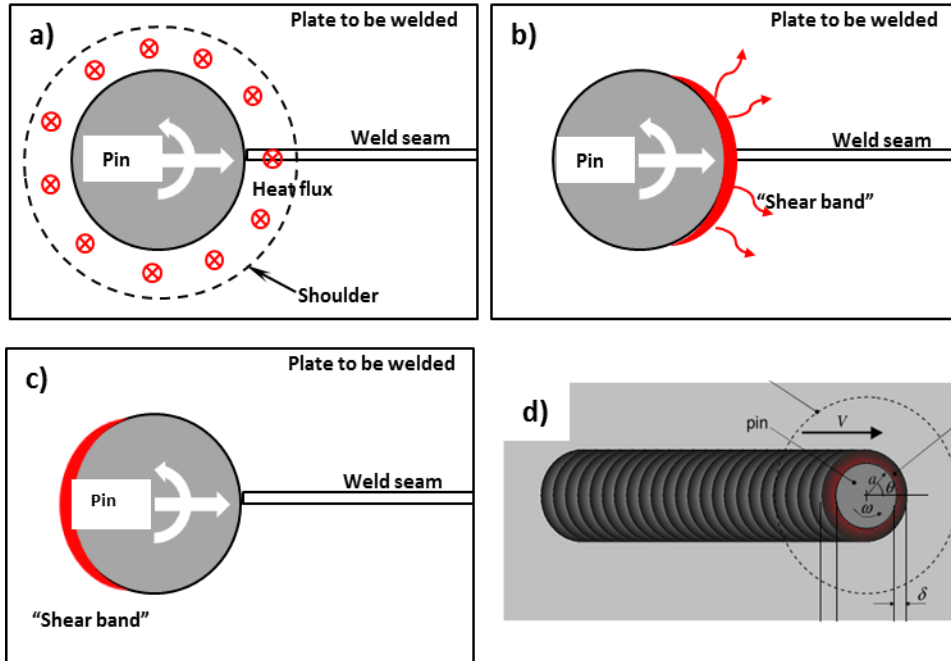 a)
Plate to be welded
Pin
Weld seam
Heat flux
Shoulder
b)
Plate to be welded
Pin
Weld seam
“Shear band”
c)
Plate to be welded
Pin
Weld seam
“Shear band”
d)
pin
V
a
θ
ω
δ